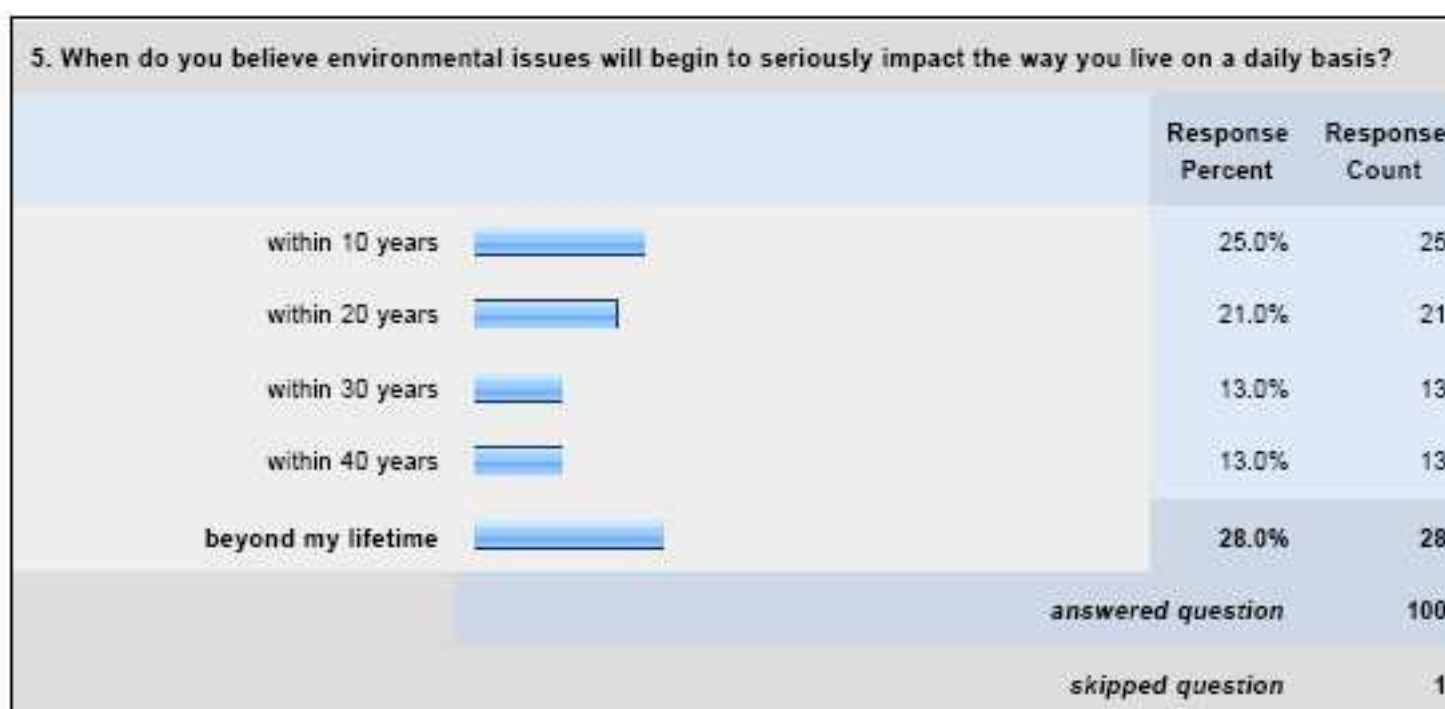 5. When do you believe environmental issues will begin to seriously impact the way you live on a daily basis?
Response Response
Percent Count
within 10 years 25.0% 25
within 20 years 21.0% 21
within 30 years 13.0% 13
within 40 years 13.0% 13
beyond my lifetime 28.0% 28
answered question 100
skipped question 1